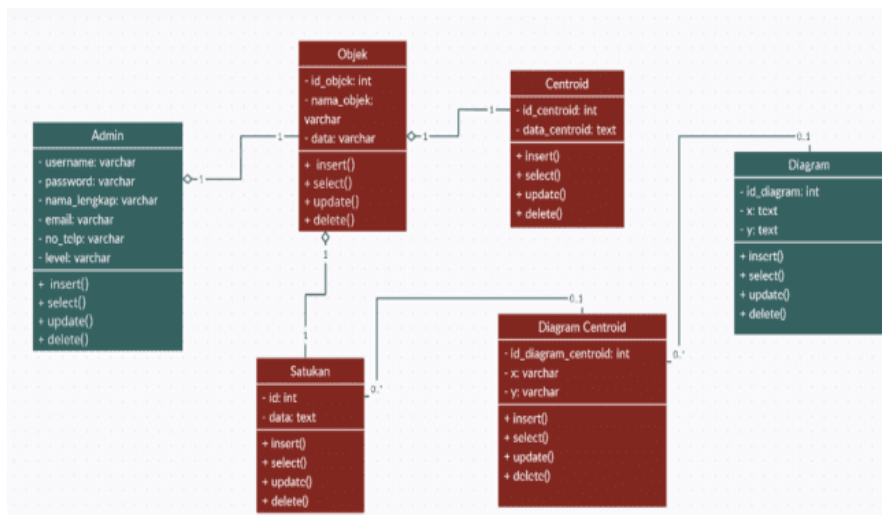 Objek
- id_objek: int
- nama_objek:
varchar
- data: varchar
+ insert()
+ select()
+ update()
+ delete()
Centroid
- id_centroid: int
- data_centroid: text
+ insert()
+ select()
+ update()
+ delete()
Admin
- username: varchar
- password: varchar
- nama_lengkap: varchar
- email: varchar
- no_telp: varchar
- level: varchar
+ insert()
+ select()
+ update()
+ delete()
Diagram
- id_diagram: int
- x: text
- y: text
+ insert()
+ select()
+ update()
+ delete()
Satukan
- id: int
- data: text
+ insert()
+ select()
+ update()
+ delete()
Diagram Centroid
- id_diagram_centroid: int
- x: varchar
- y: varchar
+ insert()
+ select()
+ update()
+ delete()
1
1
1
1
1
1
0..1
0..1